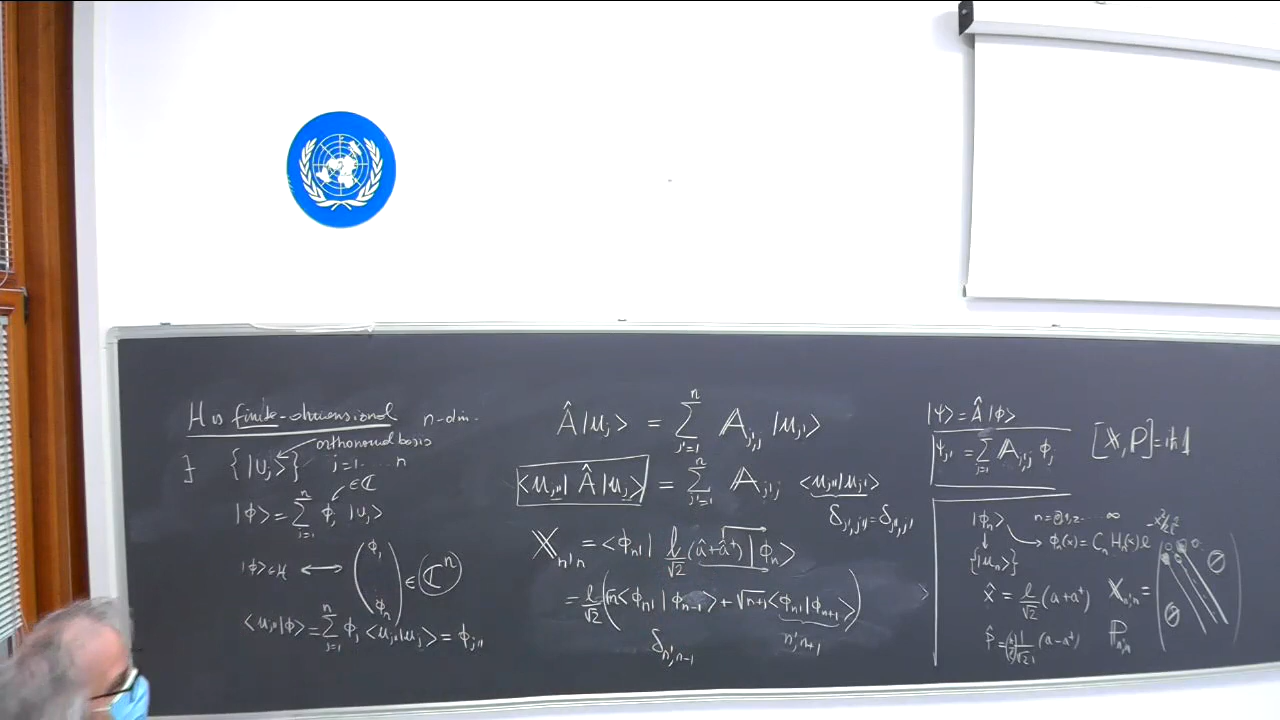 H is finite-dimensional n-dim.
orthonormal basis
∃ {|u_j>} j=1.....n
∈ ℂ
|φ> = Σ_{j=1}^{n} φ_j |u_j>
|φ> ∈ H ⟷ (φ_1 φ_n) ∈ ℂ^n
<u_j''|φ> = Σ_{j=1}^{n} φ_j <u_j''|u_j> = φ_j''
Â|u_j> = Σ_{j'=1}^{n} 𝔸_{j'j} |u_j'>
<u_j''| Â |u_j> = Σ_{j'=1}^{n} 𝔸_{j'j} <u_j''|u_j'>
δ_{j',j''} = δ_{j'',j'}
𝕏_{n'n} = <φ_n'| l/√2 (â+â†) | φ_n>
= l/√2 (√n <φ_n'|φ_{n-1}> + √n+1 <φ_n'|φ_{n+1}>)
δ_{n',n-1} n',n+1
|ψ> = Â|φ>
ψ_j' = Σ_{j=1}^{n} 𝔸_{j'j} φ_j
[𝕏, ℙ] = iħ 1
|φ_n> n=0,1,2.....∞
φ_n(x) = C_n H_n(x) e^{-x²/2l²}
{|u_n>}
x̂ = l/√2 (a+a†) 𝕏_{n'n} =
p̂ = 1/√2 (a-a†) ℙ_{n'n}